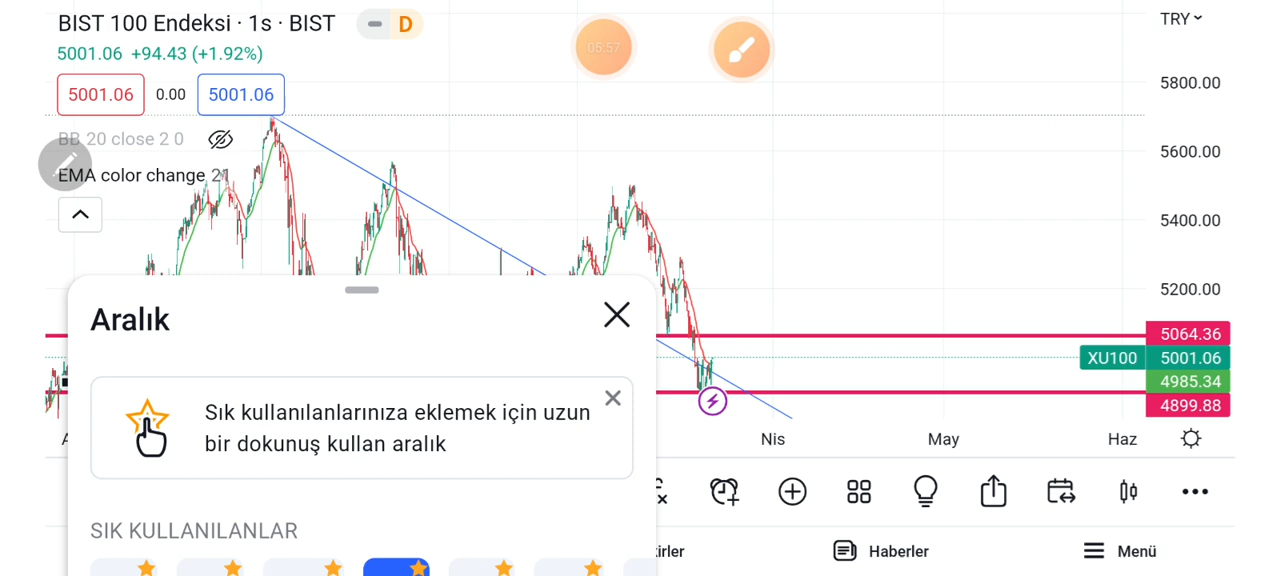 BIST 100 Endeksi · 1s · BIST
D
5001.06 +94.43 (+1.92%)
5001.06 0.00 5001.06
BB 20 close 2 0
EMA color change 21
05:57
TRY
5800.00
5600.00
5400.00
5200.00
5064.36
XU100 5001.06
4985.34
4899.88
Nis May Haz
Aralık
Sık kullanılanlarınıza eklemek için uzun
bir dokunuş kullan aralık
SIK KULLANILANLAR
Haberler
Menü